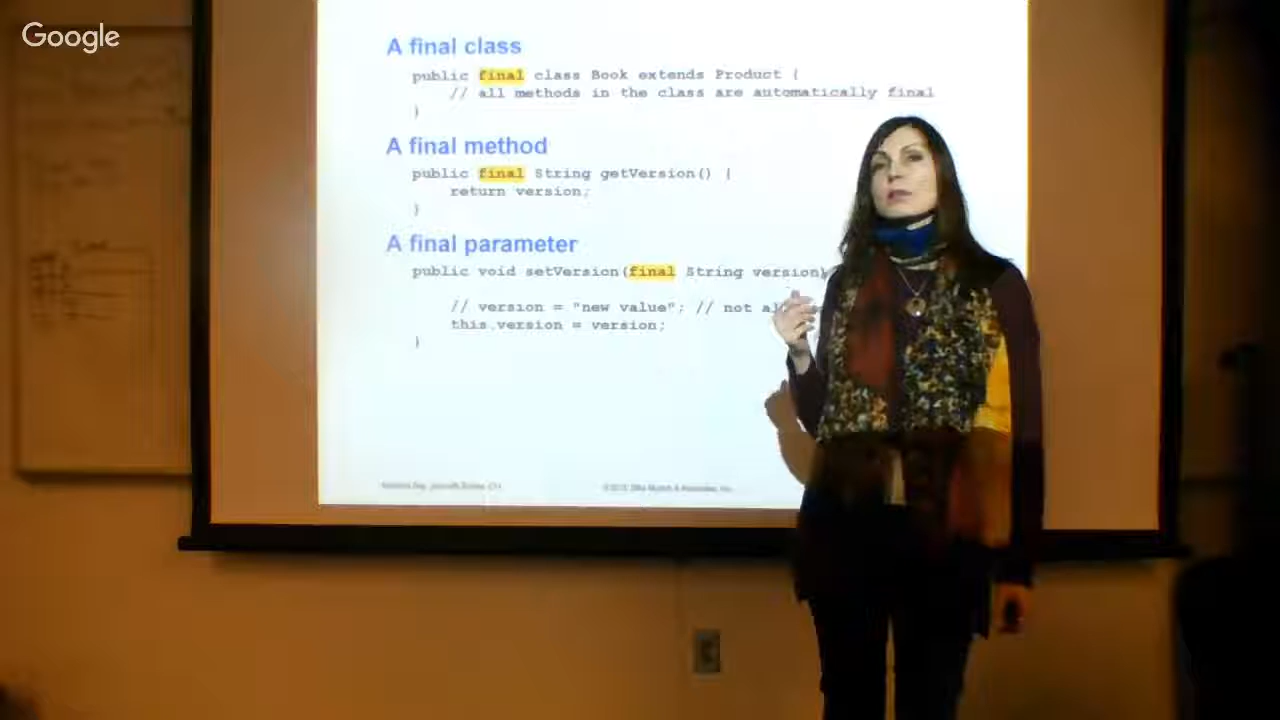 Google
A final class
public final class Book extends Product {
// all methods in the class are automatically final
}
A final method
public final String getVersion() {
return version;
}
A final parameter
public void setVersion(final String version)
// version = "new value"; // not
this.version = version;
}